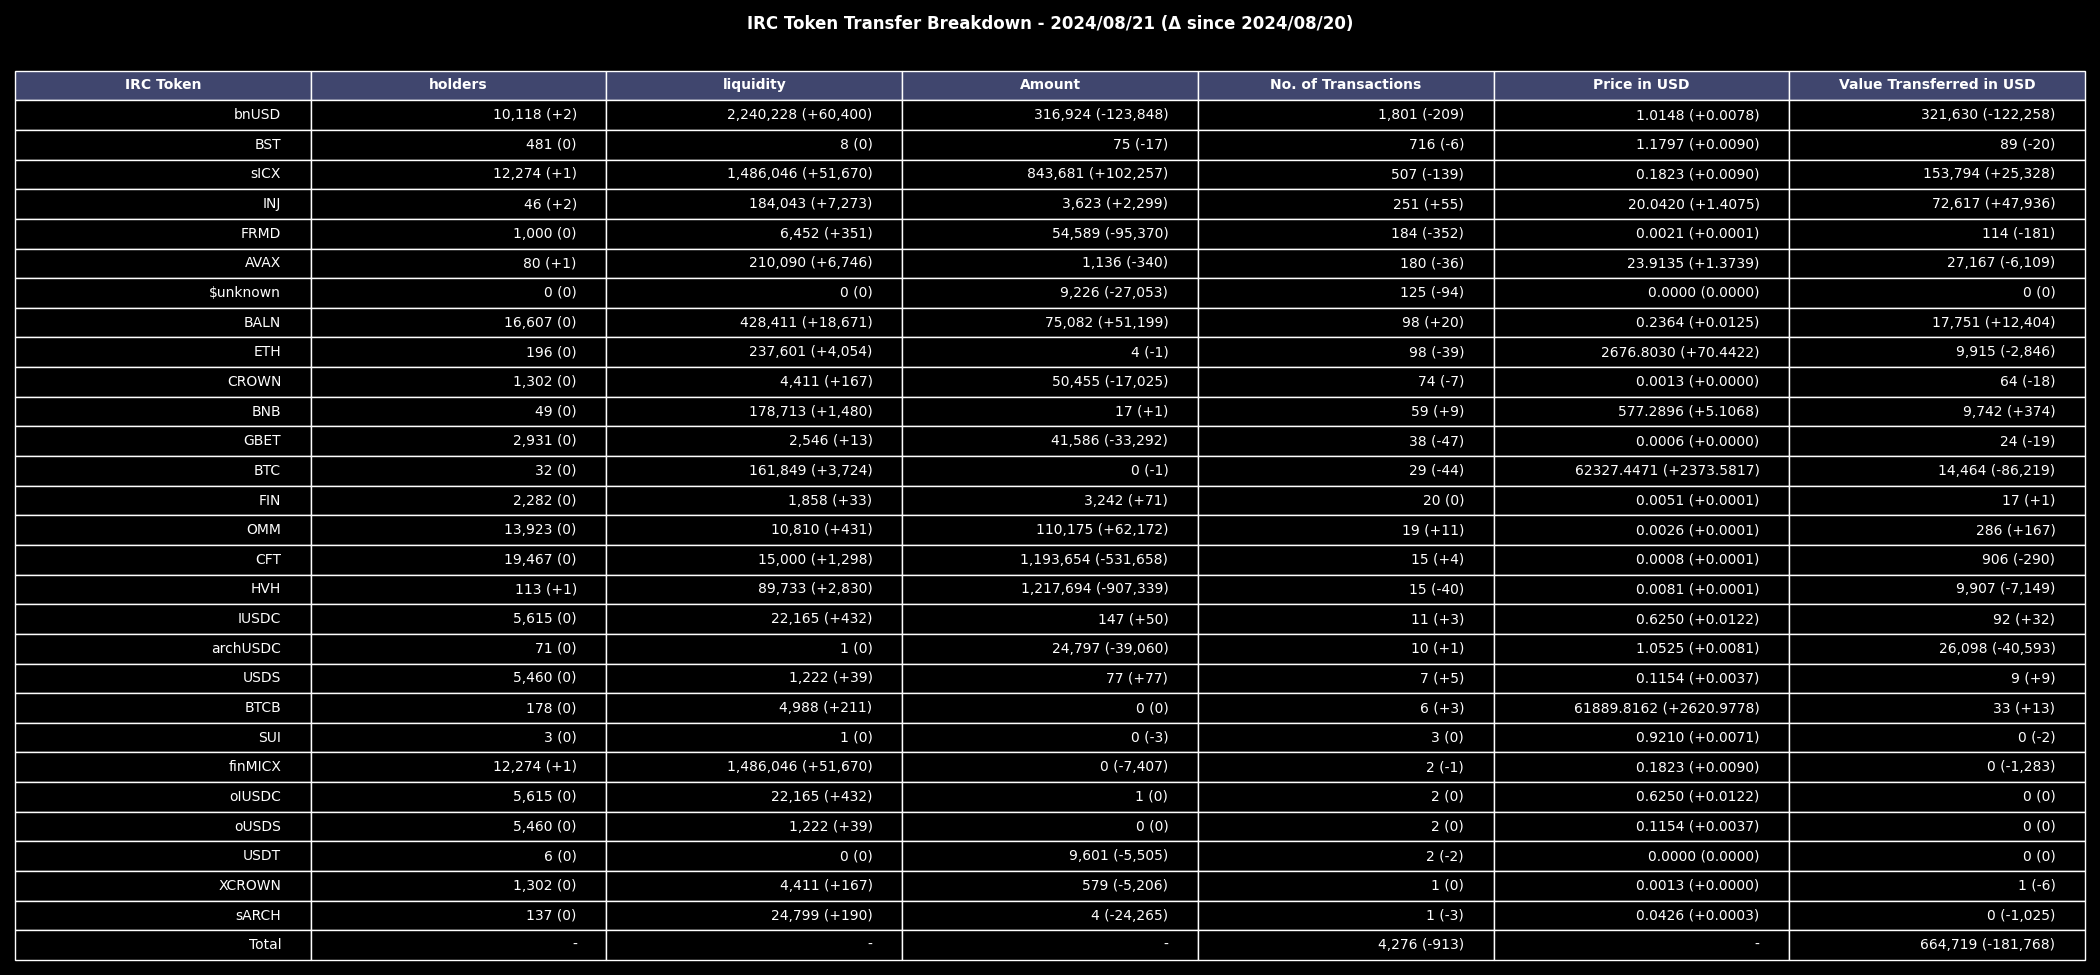 IRC Token Transfer Breakdown - 2024/08/21 (Δ since 2024/08/20)
IRC Token holders liquidity Amount No. of Transactions Price in USD Value Transferred in USD
bnUSD 10,118 (+2) 2,240,228 (+60,400) 316,924 (-123,848) 1,801 (-209) 1.0148 (+0.0078) 321,630 (-122,258)
BST 481 (0) 8 (0) 75 (-17) 716 (-6) 1.1797 (+0.0090) 89 (-20)
sICX 12,274 (+1) 1,486,046 (+51,670) 843,681 (+102,257) 507 (-139) 0.1823 (+0.0090) 153,794 (+25,328)
INJ 46 (+2) 184,043 (+7,273) 3,623 (+2,299) 251 (+55) 20.0420 (+1.4075) 72,617 (+47,936)
FRMD 1,000 (0) 6,452 (+351) 54,589 (-95,370) 184 (-352) 0.0021 (+0.0001) 114 (-181)
AVAX 80 (+1) 210,090 (+6,746) 1,136 (-340) 180 (-36) 23.9135 (+1.3739) 27,167 (-6,109)
$unknown 0 (0) 0 (0) 9,226 (-27,053) 125 (-94) 0.0000 (0.0000) 0 (0)
BALN 16,607 (0) 428,411 (+18,671) 75,082 (+51,199) 98 (+20) 0.2364 (+0.0125) 17,751 (+12,404)
ETH 196 (0) 237,601 (+4,054) 4 (-1) 98 (-39) 2676.8030 (+70.4422) 9,915 (-2,846)
CROWN 1,302 (0) 4,411 (+167) 50,455 (-17,025) 74 (-7) 0.0013 (+0.0000) 64 (-18)
BNB 49 (0) 178,713 (+1,480) 17 (+1) 59 (+9) 577.2896 (+5.1068) 9,742 (+374)
GBET 2,931 (0) 2,546 (+13) 41,586 (-33,292) 38 (-47) 0.0006 (+0.0000) 24 (-19)
BTC 32 (0) 161,849 (+3,724) 0 (-1) 29 (-44) 62327.4471 (+2373.5817) 14,464 (-86,219)
FIN 2,282 (0) 1,858 (+33) 3,242 (+71) 20 (0) 0.0051 (+0.0001) 17 (+1)
OMM 13,923 (0) 10,810 (+431) 110,175 (+62,172) 19 (+11) 0.0026 (+0.0001) 286 (+167)
CFT 19,467 (0) 15,000 (+1,298) 1,193,654 (-531,658) 15 (+4) 0.0008 (+0.0001) 906 (-290)
HVH 113 (+1) 89,733 (+2,830) 1,217,694 (-907,339) 15 (-40) 0.0081 (+0.0001) 9,907 (-7,149)
IUSDC 5,615 (0) 22,165 (+432) 147 (+50) 11 (+3) 0.6250 (+0.0122) 92 (+32)
archUSDC 71 (0) 1 (0) 24,797 (-39,060) 10 (+1) 1.0525 (+0.0081) 26,098 (-40,593)
USDS 5,460 (0) 1,222 (+39) 77 (+77) 7 (+5) 0.1154 (+0.0037) 9 (+9)
BTCB 178 (0) 4,988 (+211) 0 (0) 6 (+3) 61889.8162 (+2620.9778) 33 (+13)
SUI 3 (0) 1 (0) 0 (-3) 3 (0) 0.9210 (+0.0071) 0 (-2)
finMICX 12,274 (+1) 1,486,046 (+51,670) 0 (-7,407) 2 (-1) 0.1823 (+0.0090) 0 (-1,283)
oIUSDC 5,615 (0) 22,165 (+432) 1 (0) 2 (0) 0.6250 (+0.0122) 0 (0)
oUSDS 5,460 (0) 1,222 (+39) 0 (0) 2 (0) 0.1154 (+0.0037) 0 (0)
USDT 6 (0) 0 (0) 9,601 (-5,505) 2 (-2) 0.0000 (0.0000) 0 (0)
XCROWN 1,302 (0) 4,411 (+167) 579 (-5,206) 1 (0) 0.0013 (+0.0000) 1 (-6)
sARCH 137 (0) 24,799 (+190) 4 (-24,265) 1 (-3) 0.0426 (+0.0003) 0 (-1,025)
Total - - - 4,276 (-913) - 664,719 (-181,768)